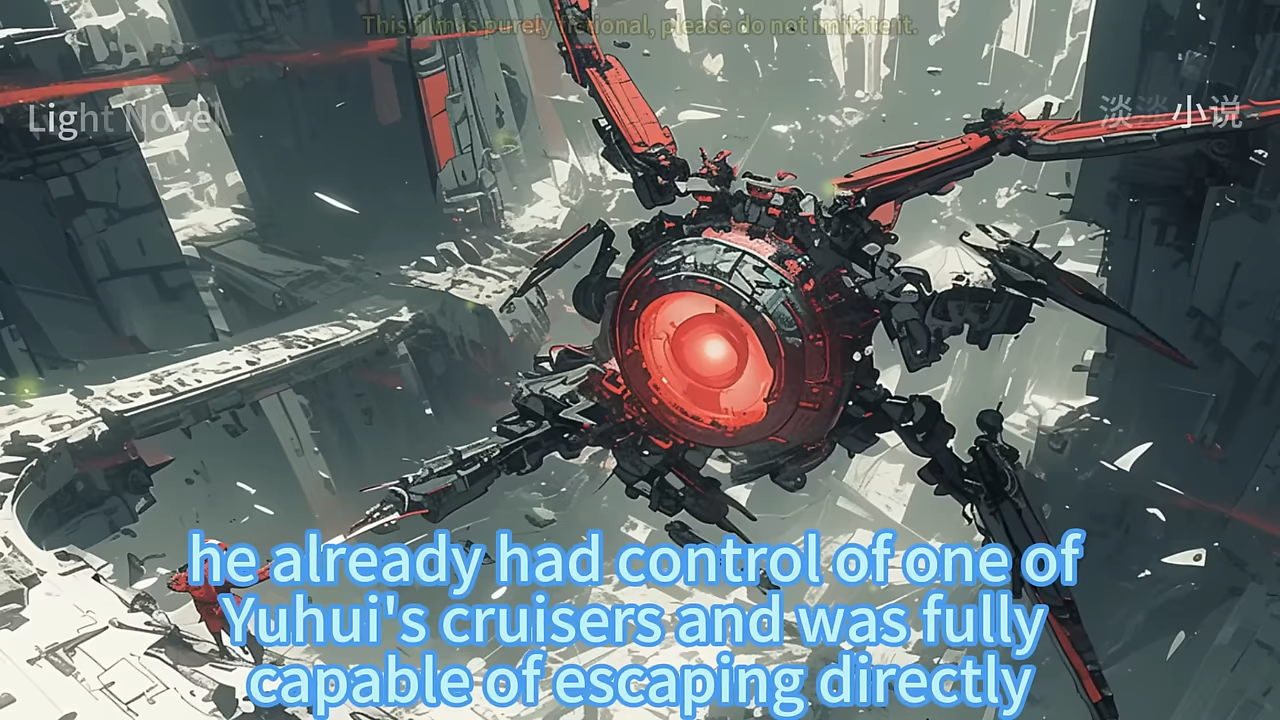 This film is purely fictional, please do not imitate it.
Light Novel
淡淡小说
he already had control of one of
Yuhui's cruisers and was fully
capable of escaping directly